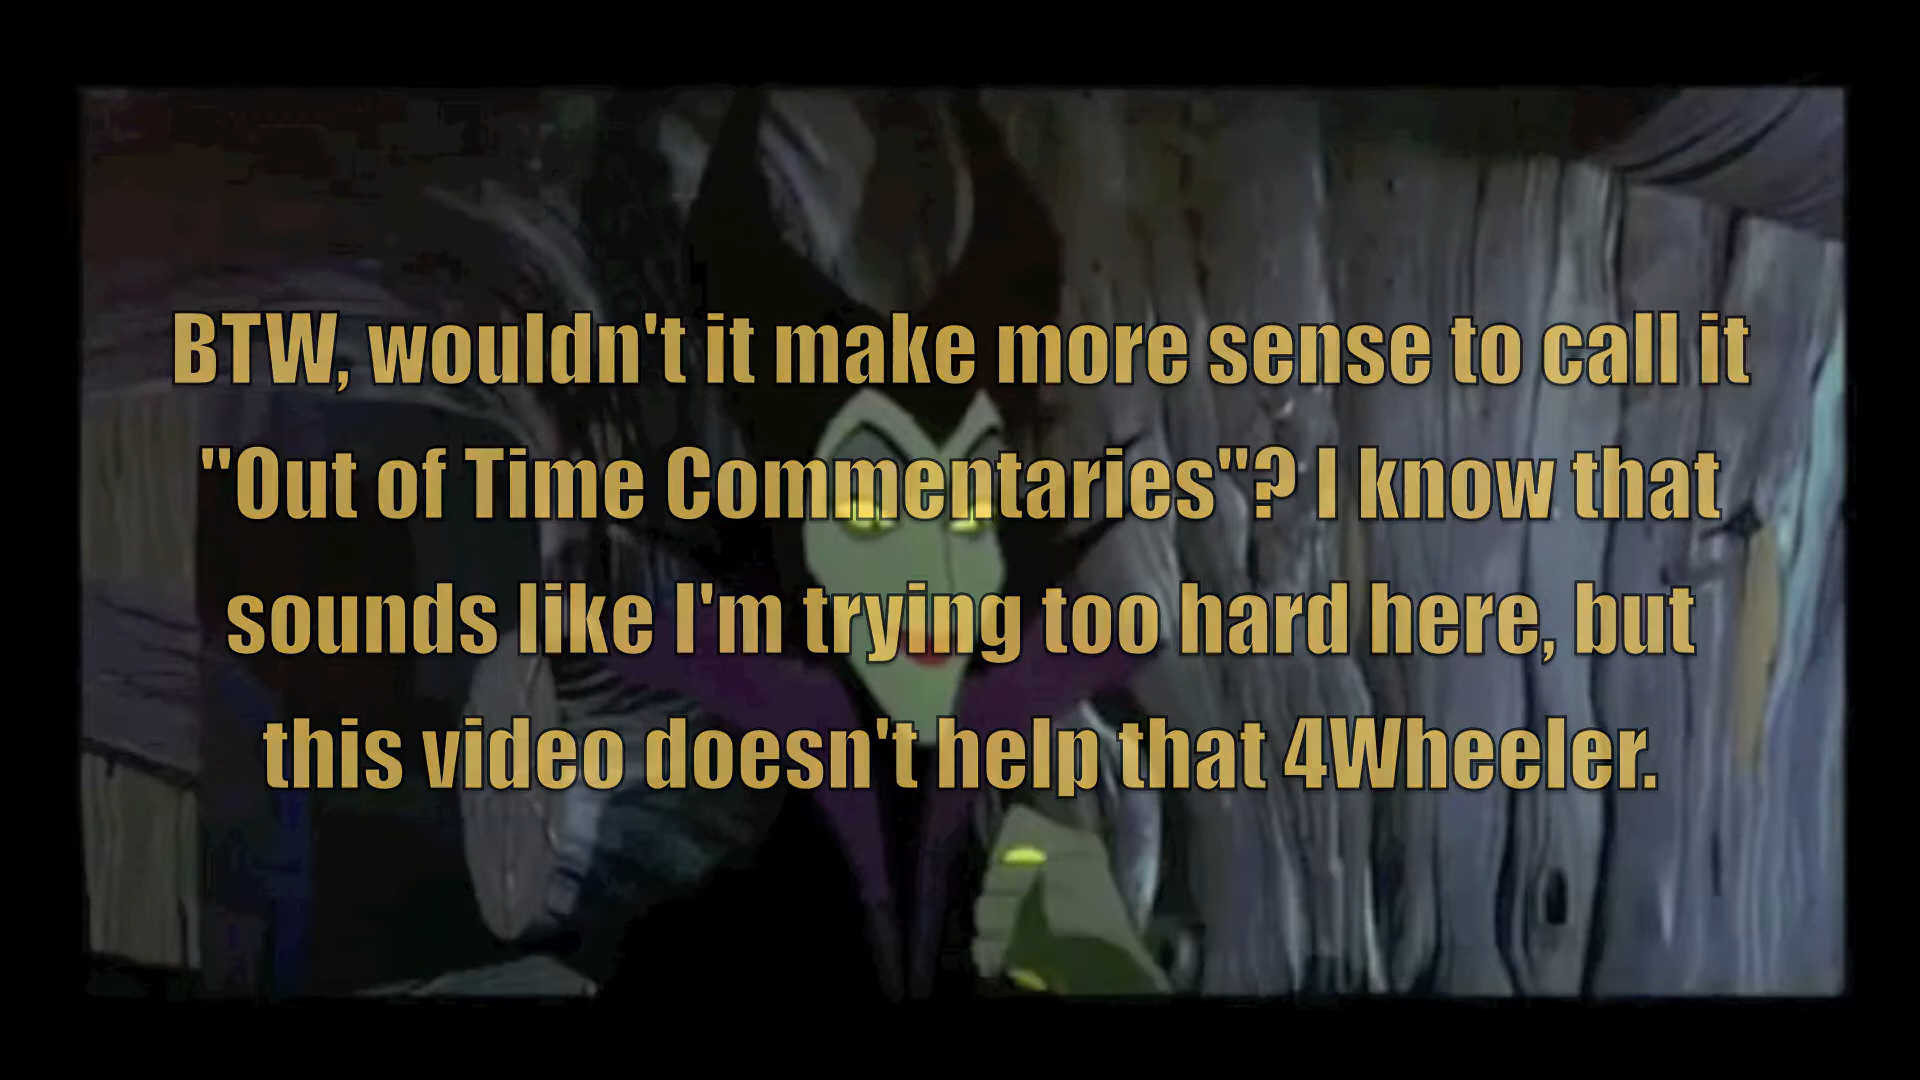 BTW, wouldn't it make more sense to call it
"Out of Time Commentaries"? I know that
sounds like I'm trying too hard here, but
this video doesn't help that 4Wheeler.